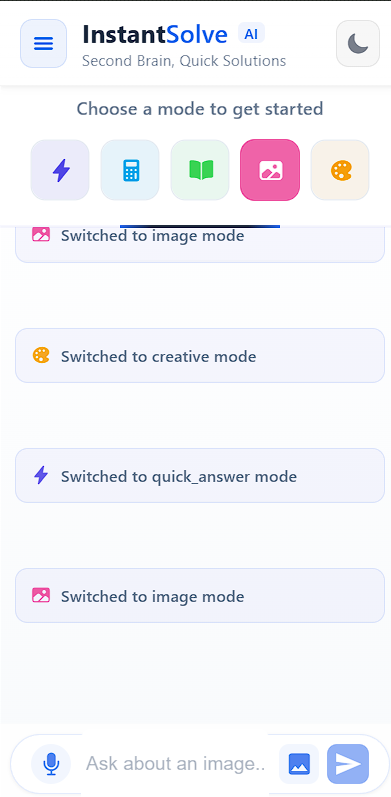 InstantSolve AI
Second Brain, Quick Solutions
Choose a mode to get started
Switched to image mode
Switched to creative mode
Switched to quick_answer mode
Switched to image mode
Ask about an image..